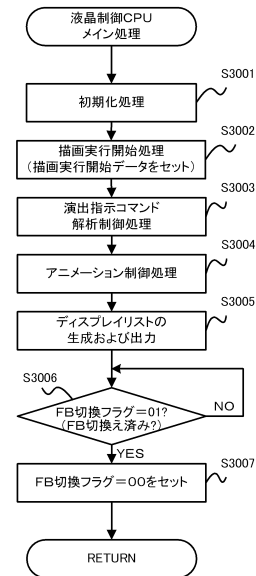 液晶制御CPU
メイン処理
S3001
初期化処理
S3002
描画実行開始処理
(描画実行開始データをセット)
S3003
演出指示コマンド
解析制御処理
S3004
アニメーション制御処理
S3005
ディスプレイリストの
生成および出力
S3006
FB切換フラグ=01?
(FB切換え済み?)
NO
YES
S3007
FB切換フラグ=00をセット
RETURN